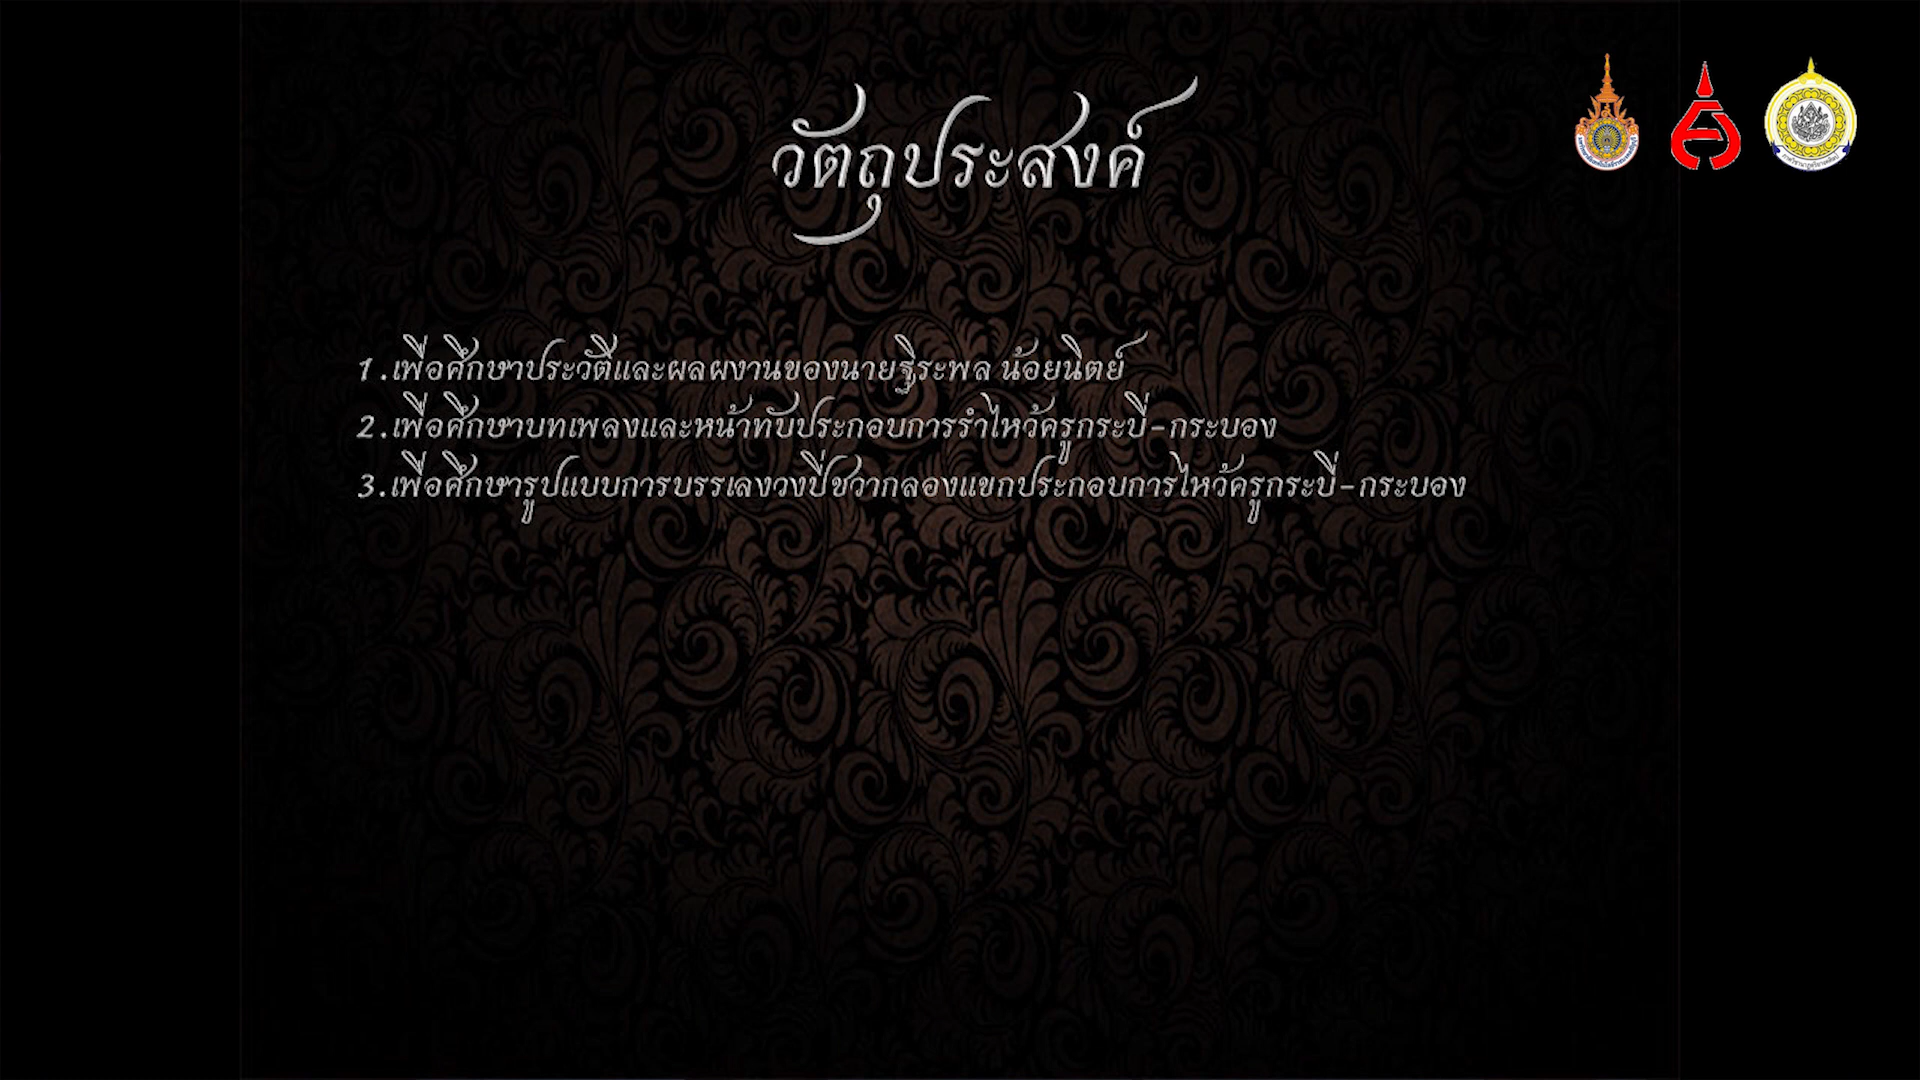 วัตถุประสงค์
1.เพื่อศึกษาประวัติและผลผงานของนายฐิระพล น้อยนิตย์
2.เพื่อศึกษาบทเพลงและหน้าทับประกอบการรำไหว้ครูกระบี่-กระบอง
3.เพื่อศึกษารูปแบบการบรรเลงวงปี่ชวากลองแขกประกอบการไหว้ครูกระบี่-กระบอง